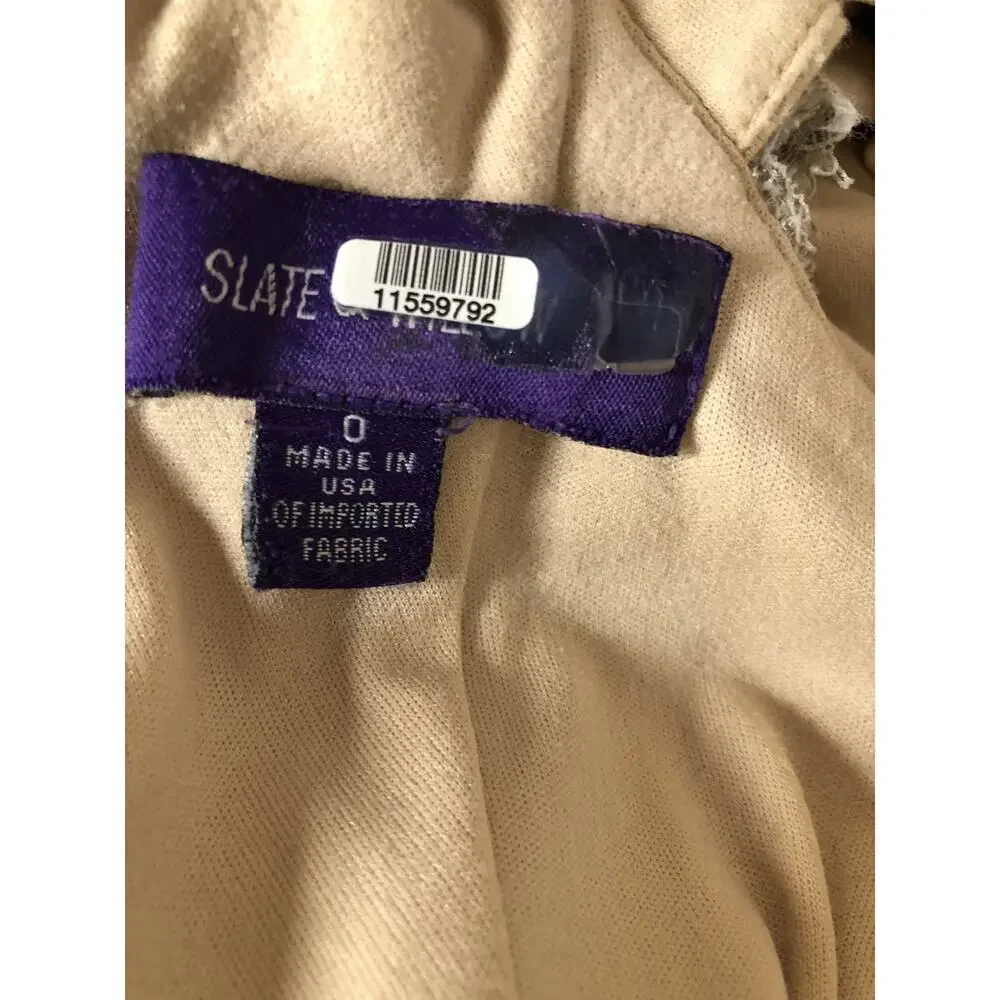 SLATE &
11559792
0
MADE IN
USA
OF IMPORTED
FABRIC